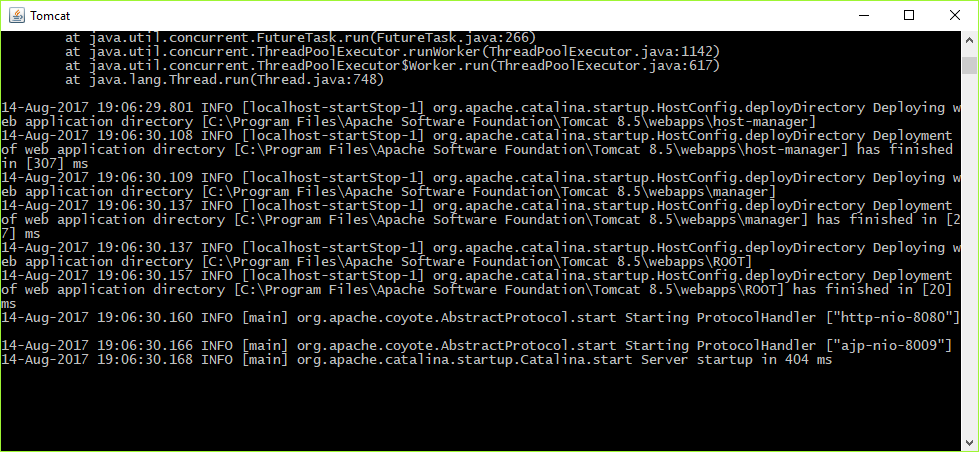 Tomcat
at java.util.concurrent.FutureTask.run(FutureTask.java:266)
at java.util.concurrent.ThreadPoolExecutor.runWorker(ThreadPoolExecutor.java:1142)
at java.util.concurrent.ThreadPoolExecutor$Worker.run(ThreadPoolExecutor.java:617)
at java.lang.Thread.run(Thread.java:748)
14-Aug-2017 19:06:29.801 INFO [localhost-startStop-1] org.apache.catalina.startup.HostConfig.deployDirectory Deploying w
eb application directory [C:\Program Files\Apache Software Foundation\Tomcat 8.5\webapps\host-manager]
14-Aug-2017 19:06:30.108 INFO [localhost-startStop-1] org.apache.catalina.startup.HostConfig.deployDirectory Deployment
of web application directory [C:\Program Files\Apache Software Foundation\Tomcat 8.5\webapps\host-manager] has finished
in [307] ms
14-Aug-2017 19:06:30.109 INFO [localhost-startStop-1] org.apache.catalina.startup.HostConfig.deployDirectory Deploying w
eb application directory [C:\Program Files\Apache Software Foundation\Tomcat 8.5\webapps\manager]
14-Aug-2017 19:06:30.137 INFO [localhost-startStop-1] org.apache.catalina.startup.HostConfig.deployDirectory Deployment
of web application directory [C:\Program Files\Apache Software Foundation\Tomcat 8.5\webapps\manager] has finished in [2
7] ms
14-Aug-2017 19:06:30.137 INFO [localhost-startStop-1] org.apache.catalina.startup.HostConfig.deployDirectory Deploying w
eb application directory [C:\Program Files\Apache Software Foundation\Tomcat 8.5\webapps\ROOT]
14-Aug-2017 19:06:30.157 INFO [localhost-startStop-1] org.apache.catalina.startup.HostConfig.deployDirectory Deployment
of web application directory [C:\Program Files\Apache Software Foundation\Tomcat 8.5\webapps\ROOT] has finished in [20]
ms
14-Aug-2017 19:06:30.160 INFO [main] org.apache.coyote.AbstractProtocol.start Starting ProtocolHandler ["http-nio-8080"]
14-Aug-2017 19:06:30.166 INFO [main] org.apache.coyote.AbstractProtocol.start Starting ProtocolHandler ["ajp-nio-8009"]
14-Aug-2017 19:06:30.168 INFO [main] org.apache.catalina.startup.Catalina.start Server startup in 404 ms